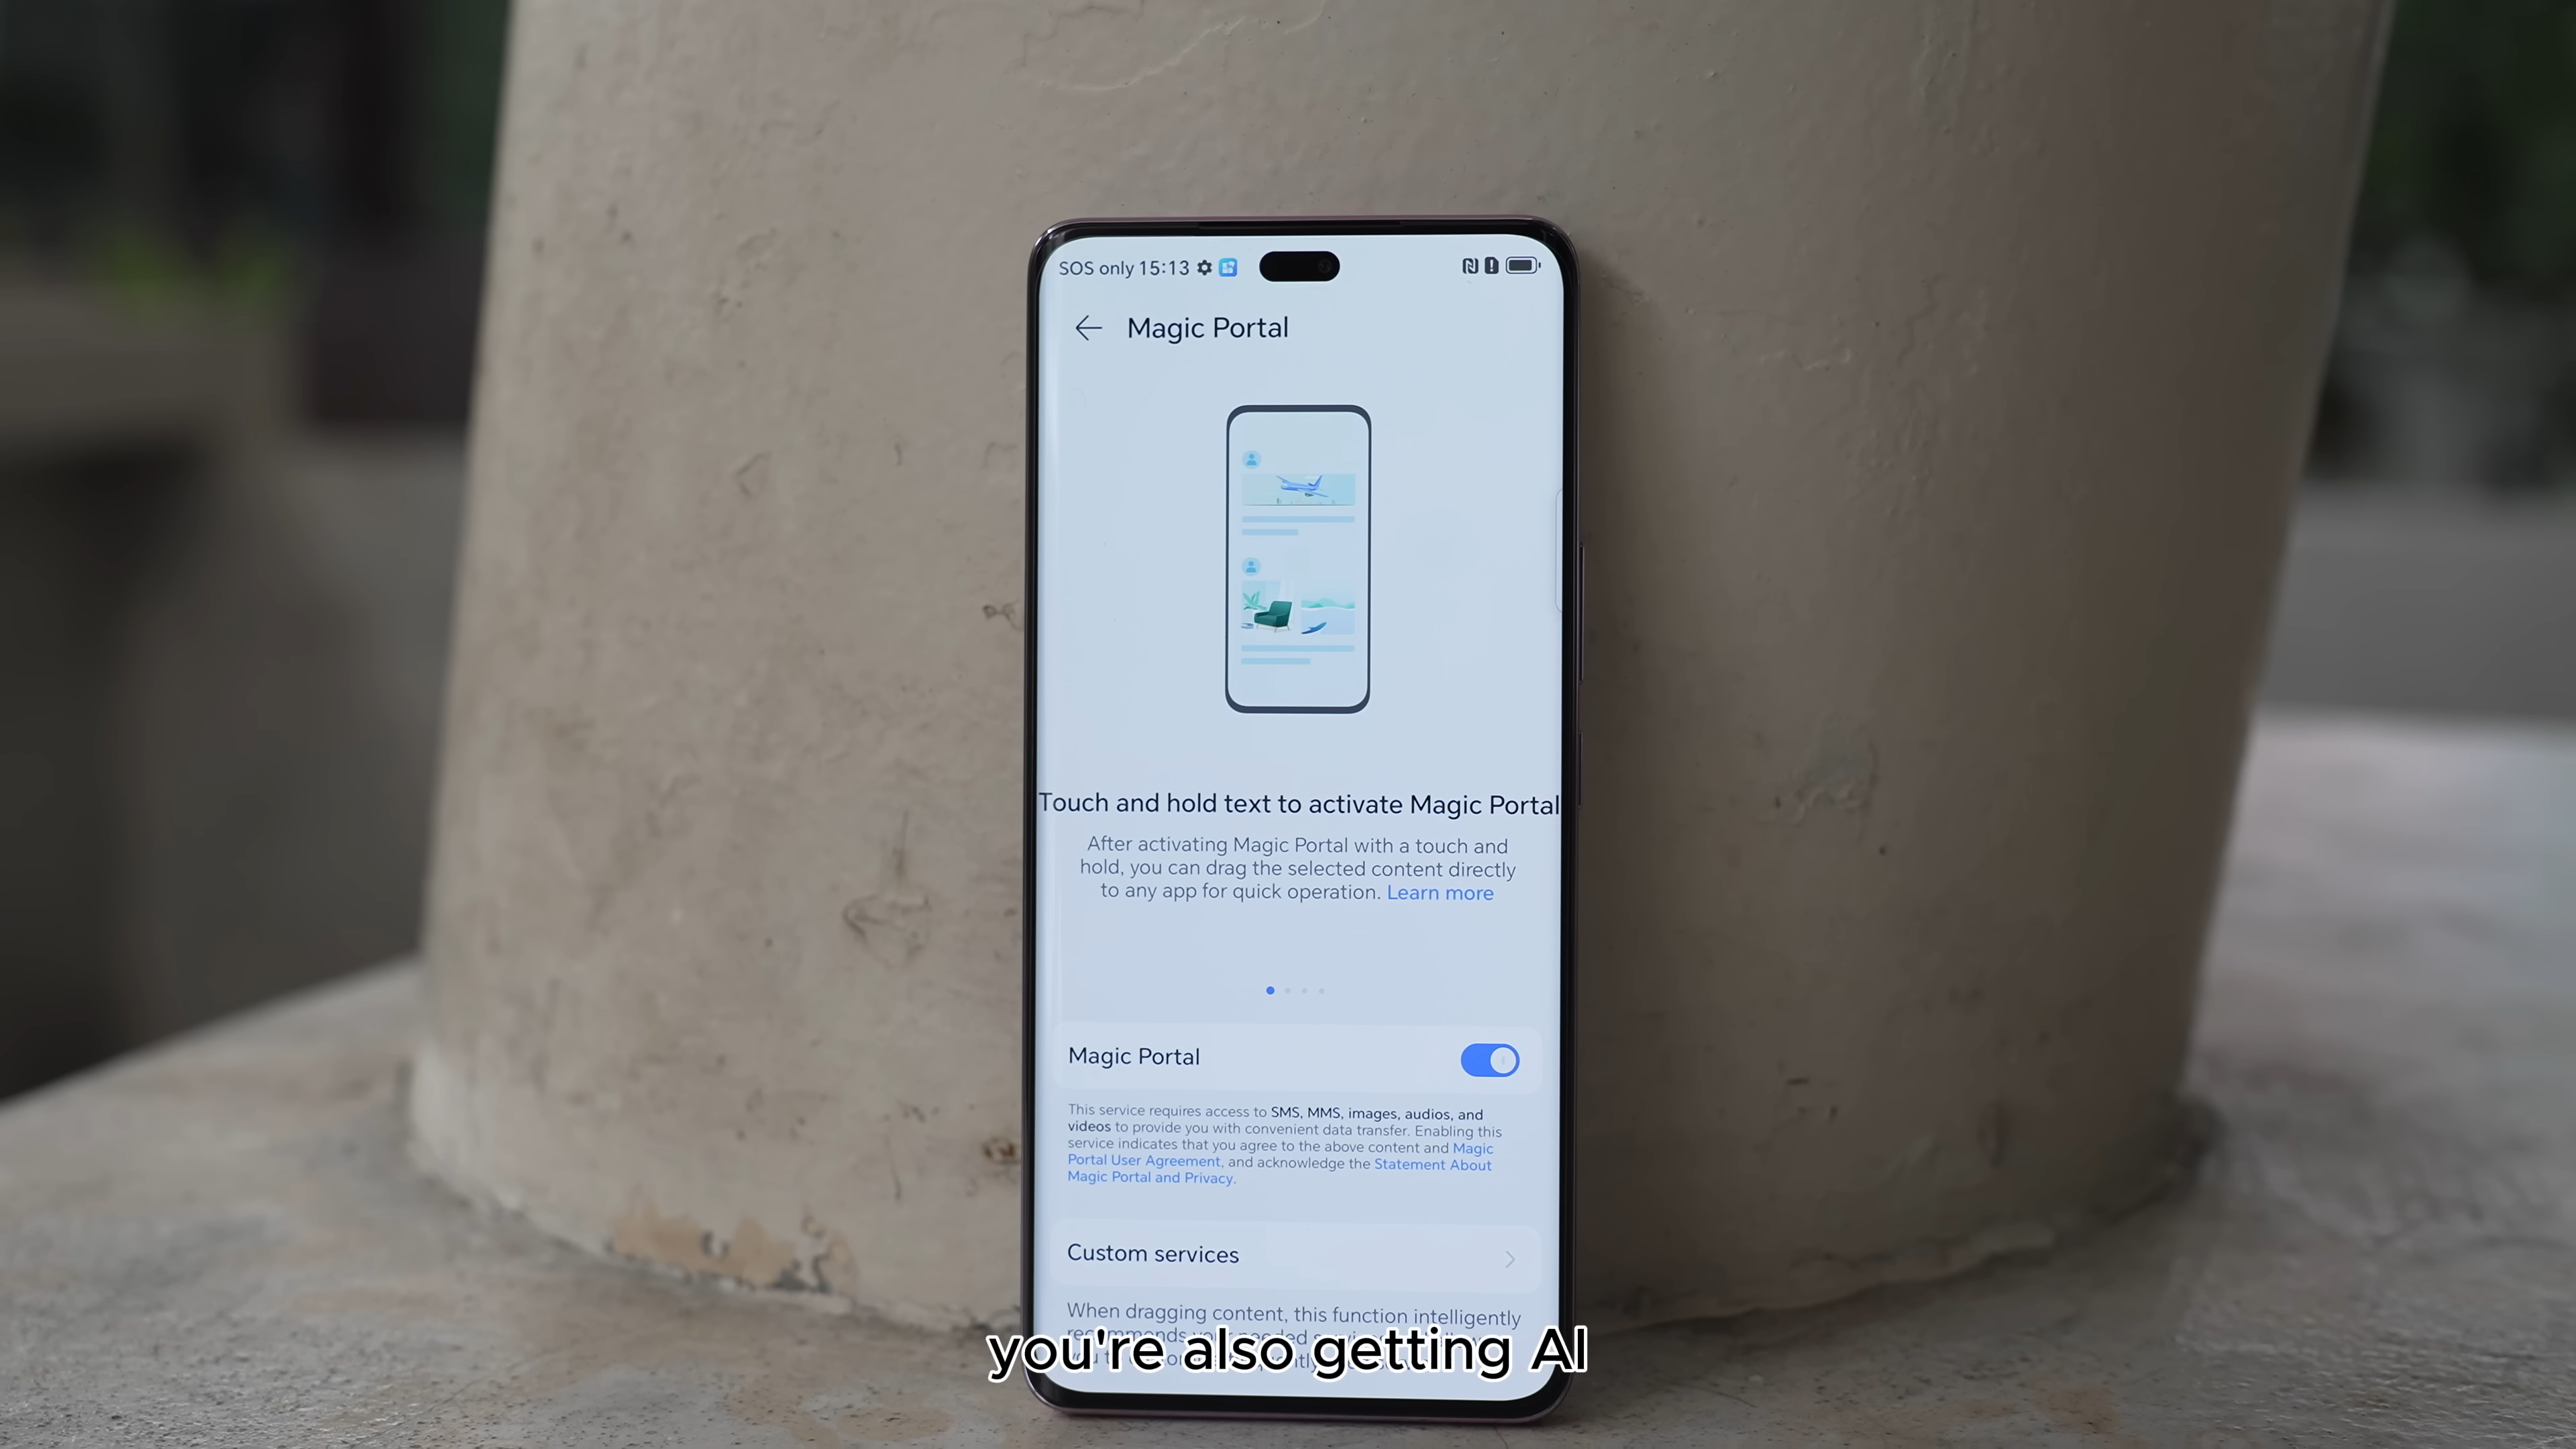 SOS only 15:13
Magic Portal
Touch and hold text to activate Magic Portal
After activating Magic Portal with a touch and
hold, you can drag the selected content directly
to any app for quick operation. Learn more
Magic Portal
This service requires access to SMS, MMS, images, audios, and
videos to provide you with convenient data transfer. Enabling this
service indicates that you agree to the above content and Magic
Portal User Agreement, and acknowledge the Statement About
Magic Portal and Privacy.
Custom services
When dragging content, this function intelligently
you're also getting AI